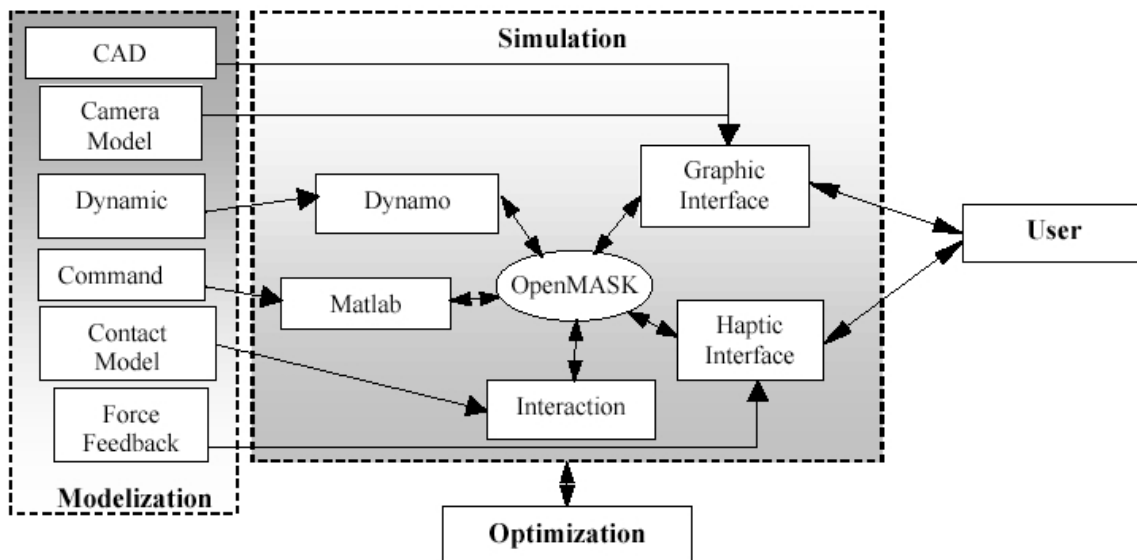 CAD
Camera
Model
Dynamic
Command
Contact
Model
Force
Feedback
Modelization
Simulation
Dynamo
Matlab
OpenMASK
Interaction
Graphic
Interface
Haptic
Interface
User
Optimization